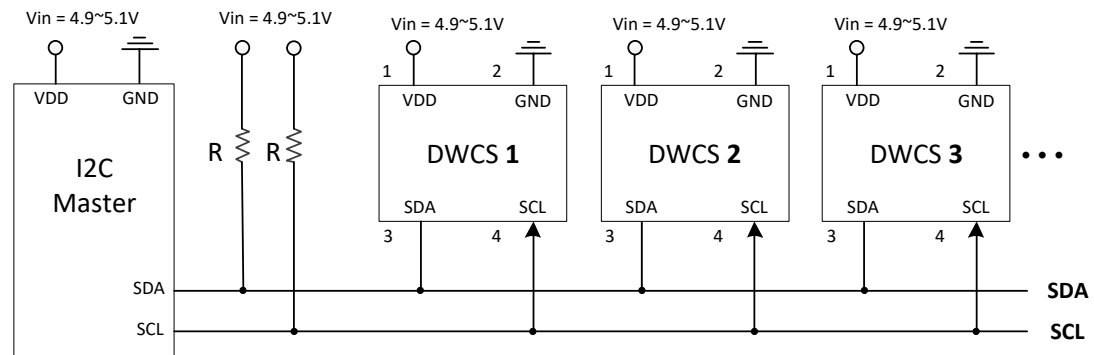 Vin = 4.9~5.1V Vin = 4.9~5.1V Vin = 4.9~5.1V Vin = 4.9~5.1V Vin = 4.9~5.1V
1 2 1 2 1 2
VDD GND VDD GND VDD GND VDD GND
R R DWCS 1 DWCS 2 DWCS 3 •••
I2C
Master
SDA SCL SDA SCL SDA SCL
3 4 3 4 3 4
SDA SDA
SCL SCL